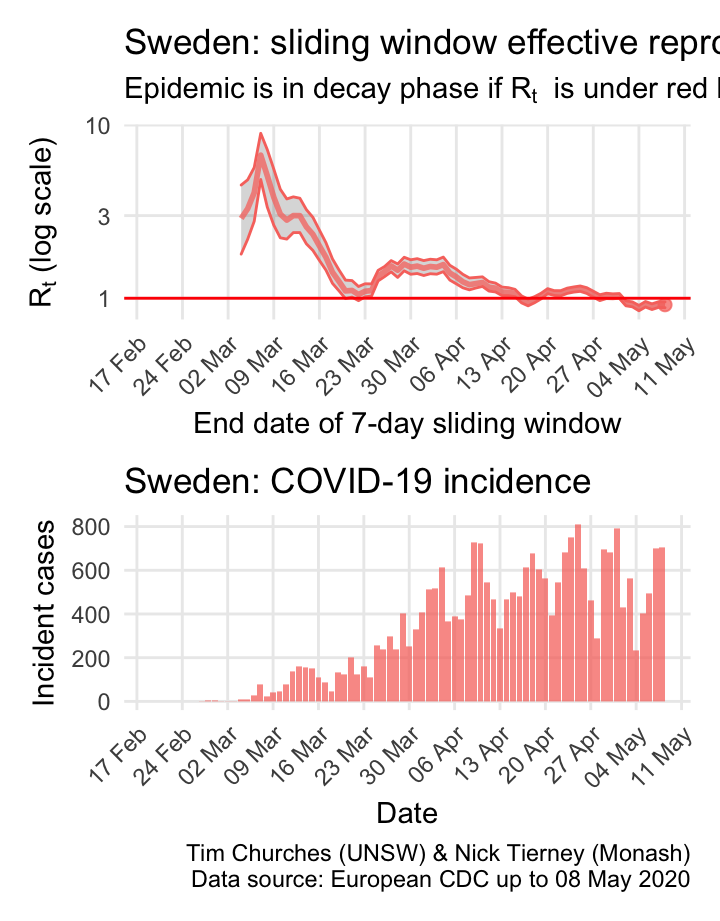 Sweden: sliding window effective repro
Epidemic is in decay phase if Rt is under red l
Rt (log scale)
10
3
1
17 Feb
24 Feb
02 Mar
09 Mar
16 Mar
23 Mar
30 Mar
06 Apr
13 Apr
20 Apr
27 Apr
04 May
11 May
End date of 7-day sliding window
Sweden: COVID-19 incidence
Incident cases
800
600
400
200
0
17 Feb
24 Feb
02 Mar
09 Mar
16 Mar
23 Mar
30 Mar
06 Apr
13 Apr
20 Apr
27 Apr
04 May
11 May
Date
Tim Churches (UNSW) & Nick Tierney (Monash)
Data source: European CDC up to 08 May 2020